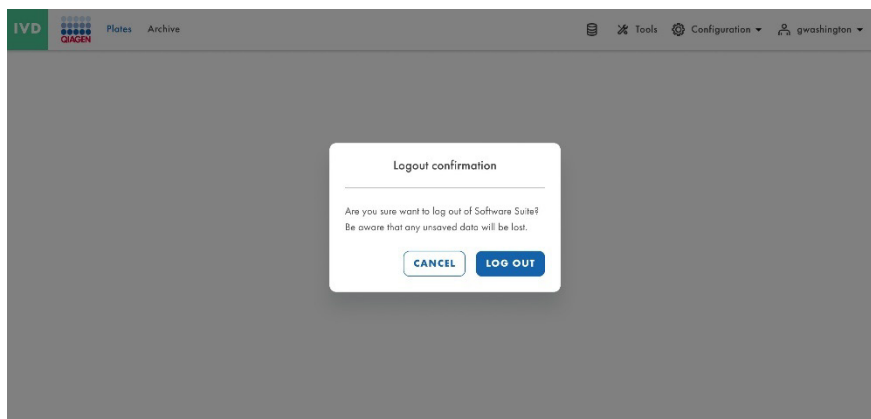 IVD QIAGEN Plates Archive Tools Configuration gwashington
Logout confirmation
Are you sure want to log out of Software Suite?
Be aware that any unsaved data will be lost.
CANCEL LOG OUT